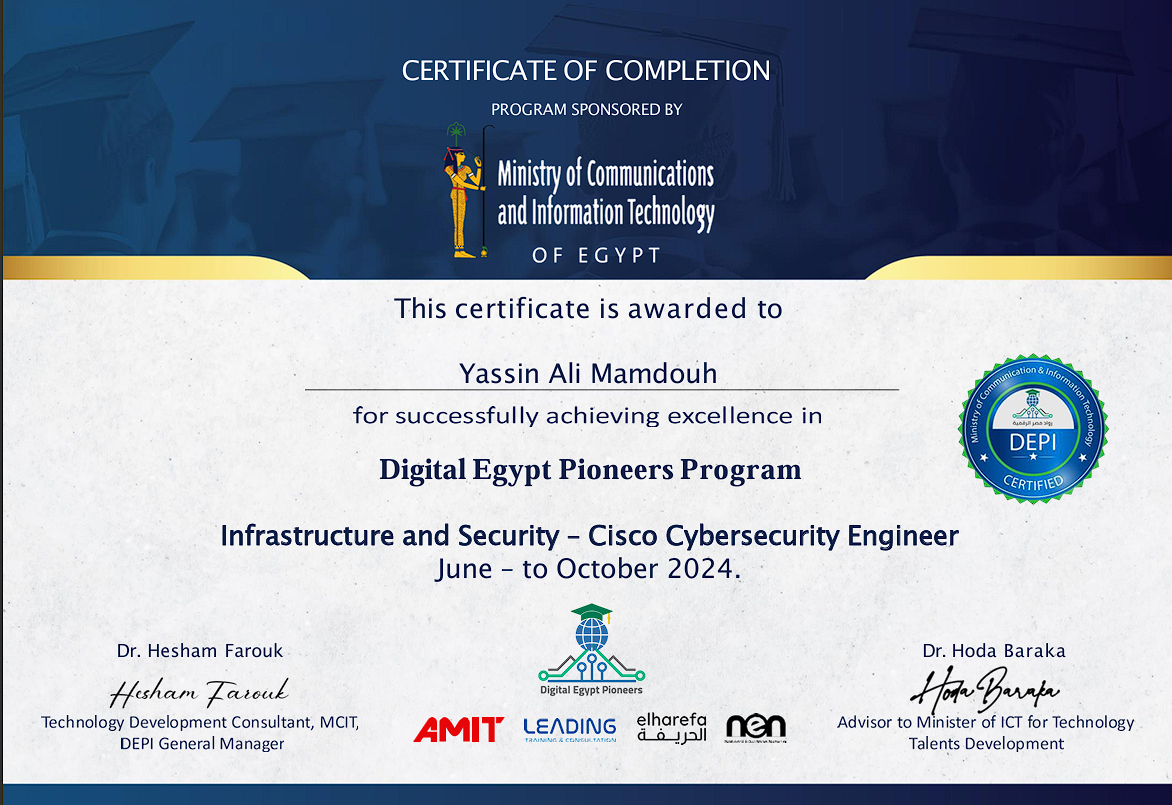 CERTIFICATE OF COMPLETION
PROGRAM SPONSORED BY
Ministry of Communications
and Information Technology
OF EGYPT
This certificate is awarded to
Yassin Ali Mamdouh
for successfully achieving excellence in
Digital Egypt Pioneers Program
Infrastructure and Security – Cisco Cybersecurity Engineer
June – to October 2024.
Ministry of Communication & Information Technology
رواد مصر الرقمية
DEPI
CERTIFIED
Dr. Hesham Farouk
Hesham Farouk
Technology Development Consultant, MCIT,
DEPI General Manager
Digital Egypt Pioneers
AMIT
LEADING
TRAINING & CONSULTATION
elharefa
الحريفة
nen
Dr. Hoda Baraka
Hoda Baraka
Advisor to Minister of ICT for Technology
Talents Development